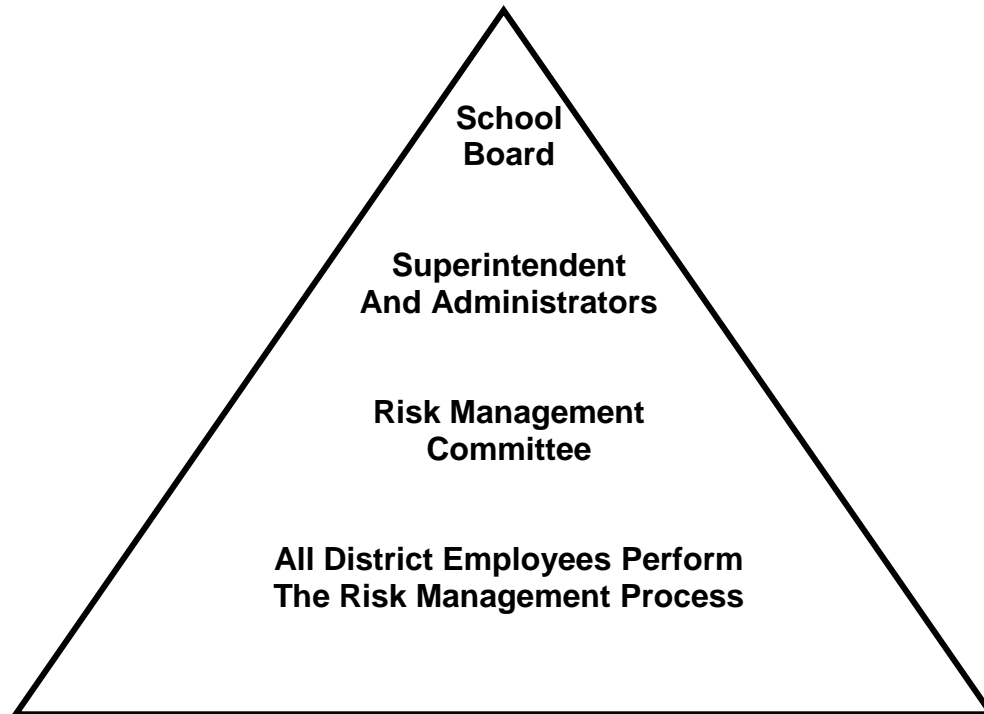 School
Board
Superintendent
And Administrators
Risk Management
Committee
All District Employees Perform
The Risk Management Process